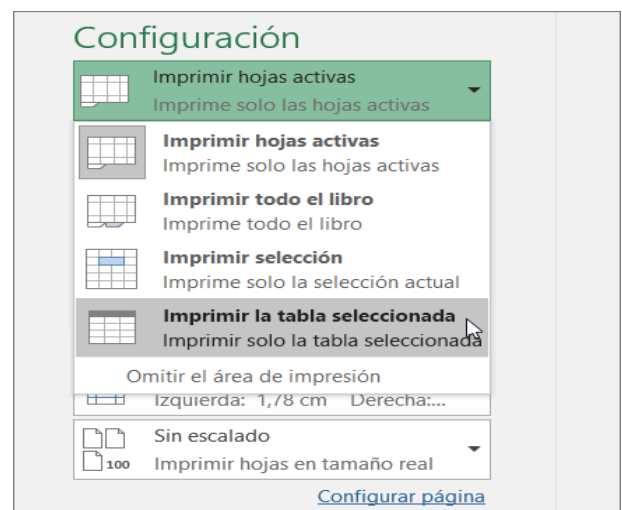 Configuración
Imprimir hojas activas
Imprime solo las hojas activas
Imprimir hojas activas
Imprime solo las hojas activas
Imprimir todo el libro
Imprime todo el libro
Imprimir selección
Imprime solo la selección actual
Imprimir la tabla seleccionada
Imprimir solo la tabla seleccionada
Omitir el área de impresión
Izquierda: 1,78 cm Derecha:...
Sin escalado
100 Imprimir hojas en tamaño real
Configurar página